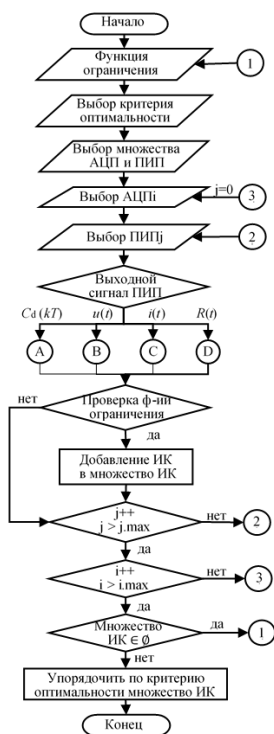 Начало
Функция
ограничения
1
Выбор критерия
оптимальности
Выбор множества
АЦП и ПИП
Выбор АЦПi
j=0
3
Выбор ПИПj
2
Выходной
сигнал ПИП
Cd(kT) u(t) i(t) R(t)
A B C D
нет
Проверка ф-ии
ограничения
да
Добавление ИК
в множество ИК
j++
j > j.max
нет
2
да
i++
i > i.max
нет
3
да
Множество
ИК ∈ ∅
да
1
нет
Упорядочить по критерию
оптимальности множество ИК
Конец